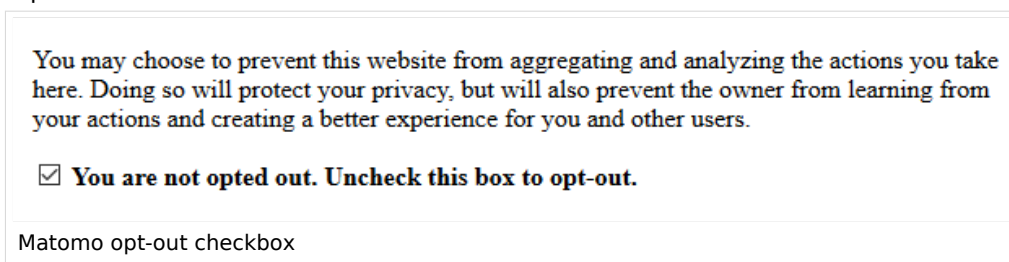 You may choose to prevent this website from aggregating and analyzing the actions you take
here. Doing so will protect your privacy, but will also prevent the owner from learning from
your actions and creating a better experience for you and other users.
You are not opted out. Uncheck this box to opt-out.
Matomo opt-out checkbox